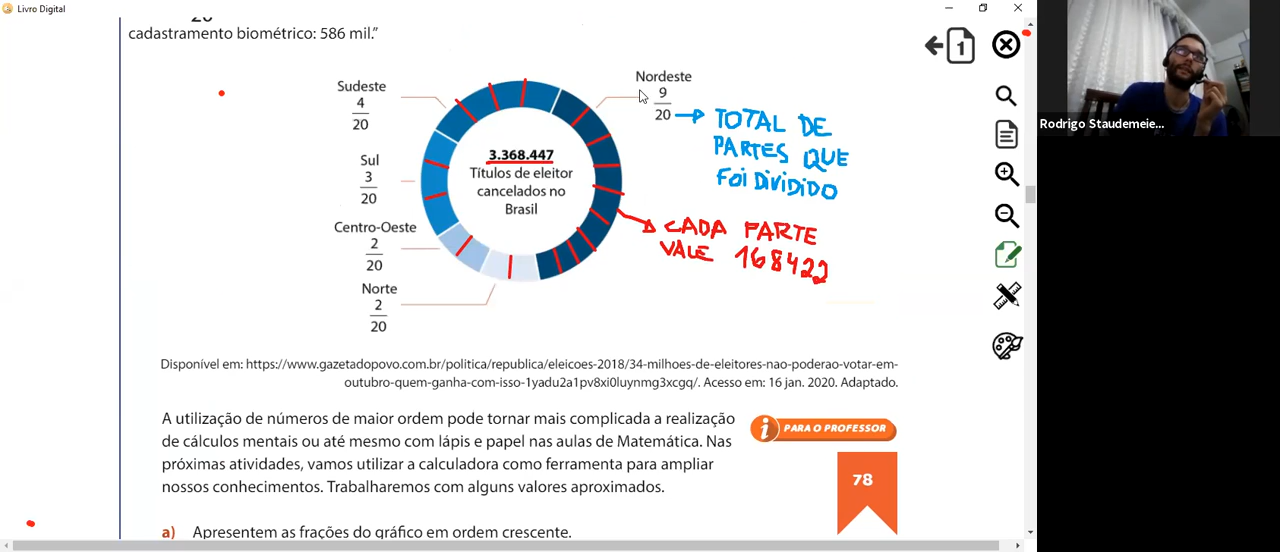 Livro Digital
cadastramento biométrico: 586 mil.”
1
Nordeste
9
20
Sudeste
4
20
TOTAL DE
PARTES QUE
FOI DIVIDIDO
Rodrigo Staudemeie...
3.368.447
Títulos de eleitor
cancelados no
Brasil
Sul
3
20
CADA PARTE
VALE 168422
Centro-Oeste
2
20
Norte
2
20
Disponível em: https://www.gazetadopovo.com.br/politica/republica/eleicoes-2018/34-milhoes-de-eleitores-nao-poderao-votar-em-
outubro-quem-ganha-com-isso-1yadu2a1pv8xi0luynmg3xcgq/. Acesso em: 16 jan. 2020. Adaptado.
A utilização de números de maior ordem pode tornar mais complicada a realização
de cálculos mentais ou até mesmo com lápis e papel nas aulas de Matemática. Nas
próximas atividades, vamos utilizar a calculadora como ferramenta para ampliar
nossos conhecimentos. Trabalharemos com alguns valores aproximados.
i PARA O PROFESSOR
78
a) Apresentem as frações do gráfico em ordem crescente.